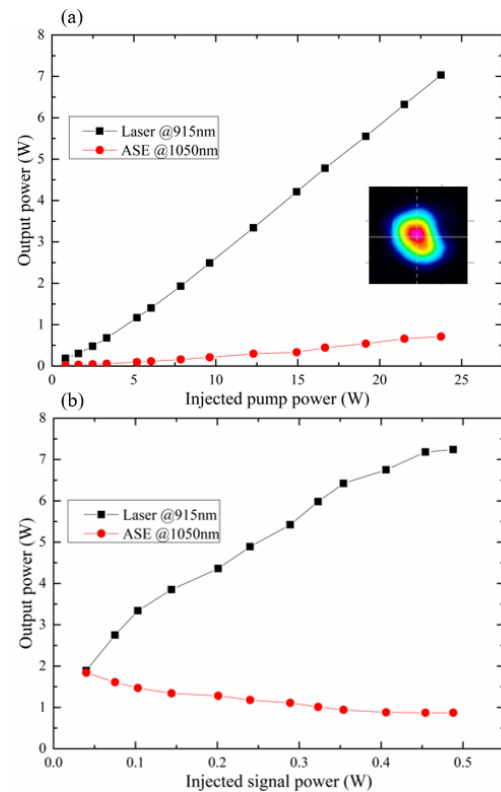 (a)
8
7
6
5
4
3
2
1
0
Output power (W)
Laser @915nm
ASE @1050nm
0 5 10 15 20 25
Injected pump power (W)
(b)
8
7
6
5
4
3
2
1
0
Output power (W)
Laser @915nm
ASE @1050nm
0.0 0.1 0.2 0.3 0.4 0.5
Injected signal power (W)